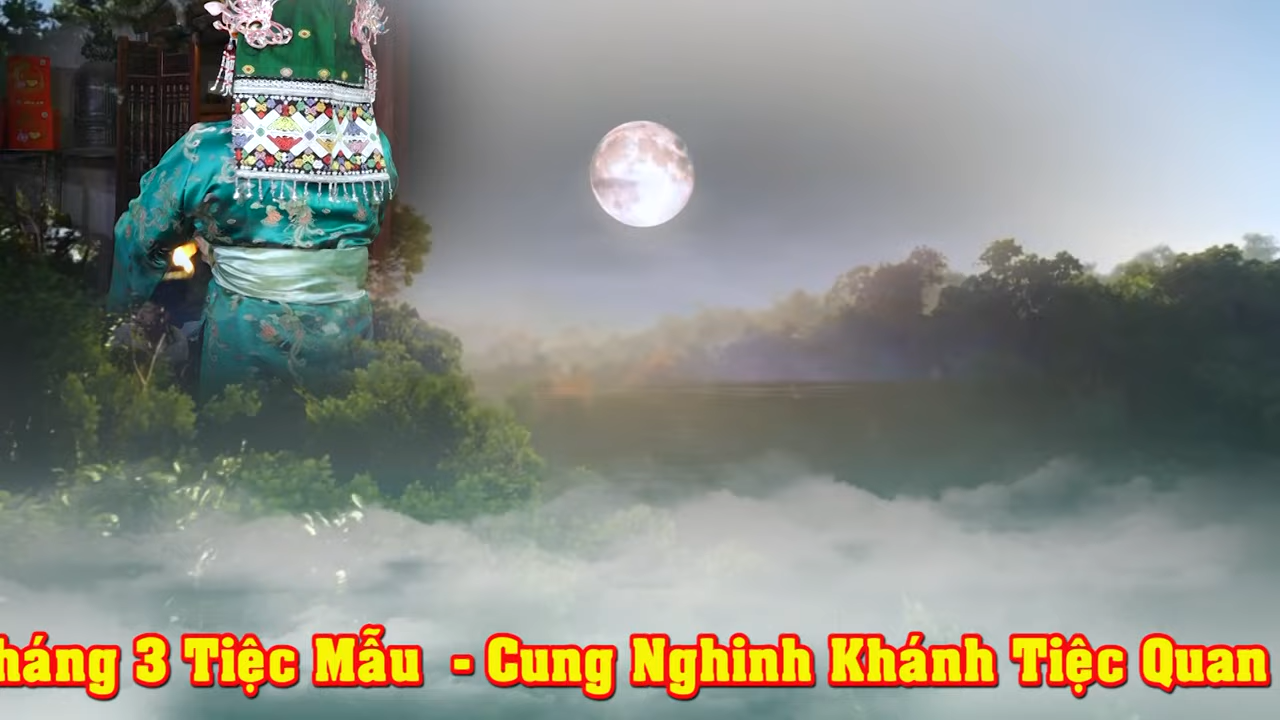 háng 3 Tiệc Mẫu - Cung Nghinh Khánh Tiệc Quan